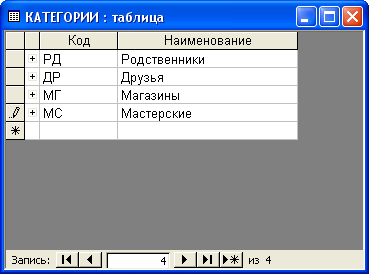 КАТЕГОРИИ : таблица
Код Наименование
РД Родственники
ДР Друзья
МГ Магазины
МС Мастерские
Запись: 4 из 4